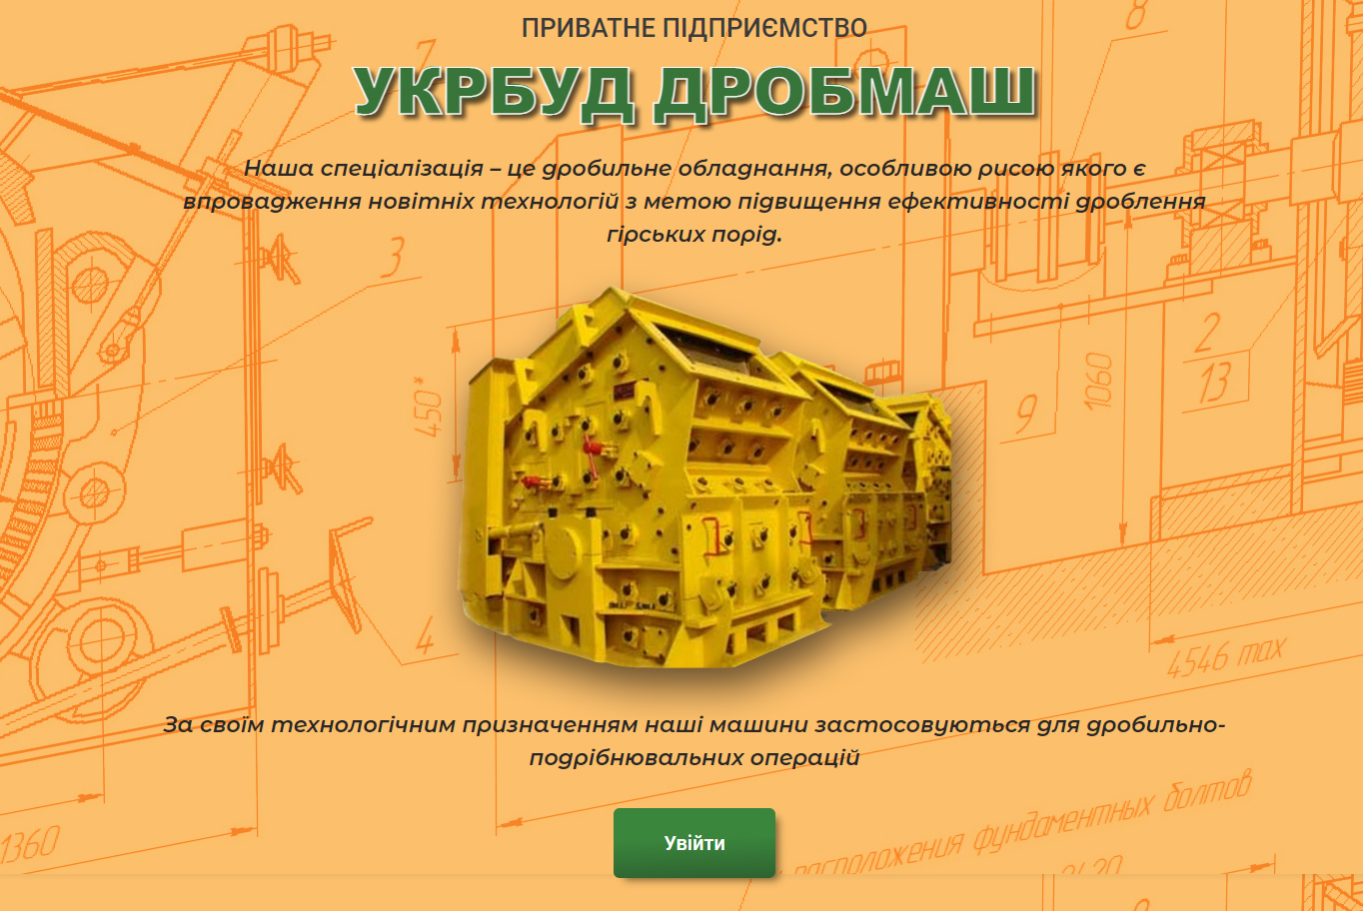 ПРИВАТНЕ ПІДПРИЄМСТВО
УКРБУД ДРОБМАШ
Наша спеціалізація – це дробильне обладнання, особливою рисою якого є
впровадження новітніх технологій з метою підвищення ефективності дроблення
гірських порід.
7
8
3
450*
9
1060
2
13
4
4546 max
За своїм технологічним призначенням наші машини застосовуються для дробильно-
подрібнювальних операцій
1360
расположения фундаментных болтов
Увійти